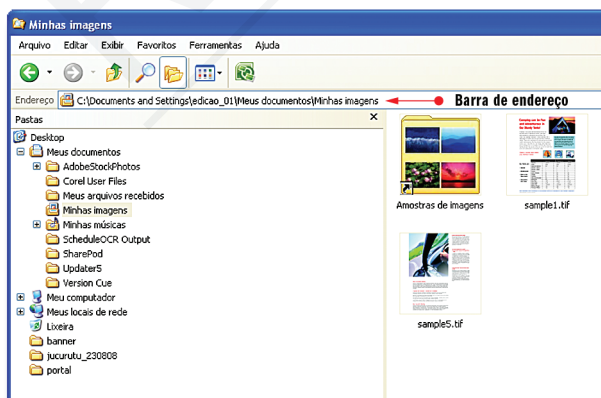 Minhas imagens
Arquivo Editar Exibir Favoritos Ferramentas Ajuda
Endereço C:\Documents and Settings\edicao_01\Meus documentos\Minhas imagens Barra de endereço
Pastas
Desktop
Meus documentos
AdobeStockPhotos
Corel User Files
Meus arquivos recebidos
Minhas imagens
Minhas músicas
ScheduleOCR Output
SharePod
Updater5
Version Cue
Meu computador
Meus locais de rede
Lixeira
banner
jucurutu_230808
portal
Amostras de imagens sample1.tif
sample5.tif